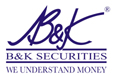 B&K
®
B&K SECURITIES
WE UNDERSTAND MONEY